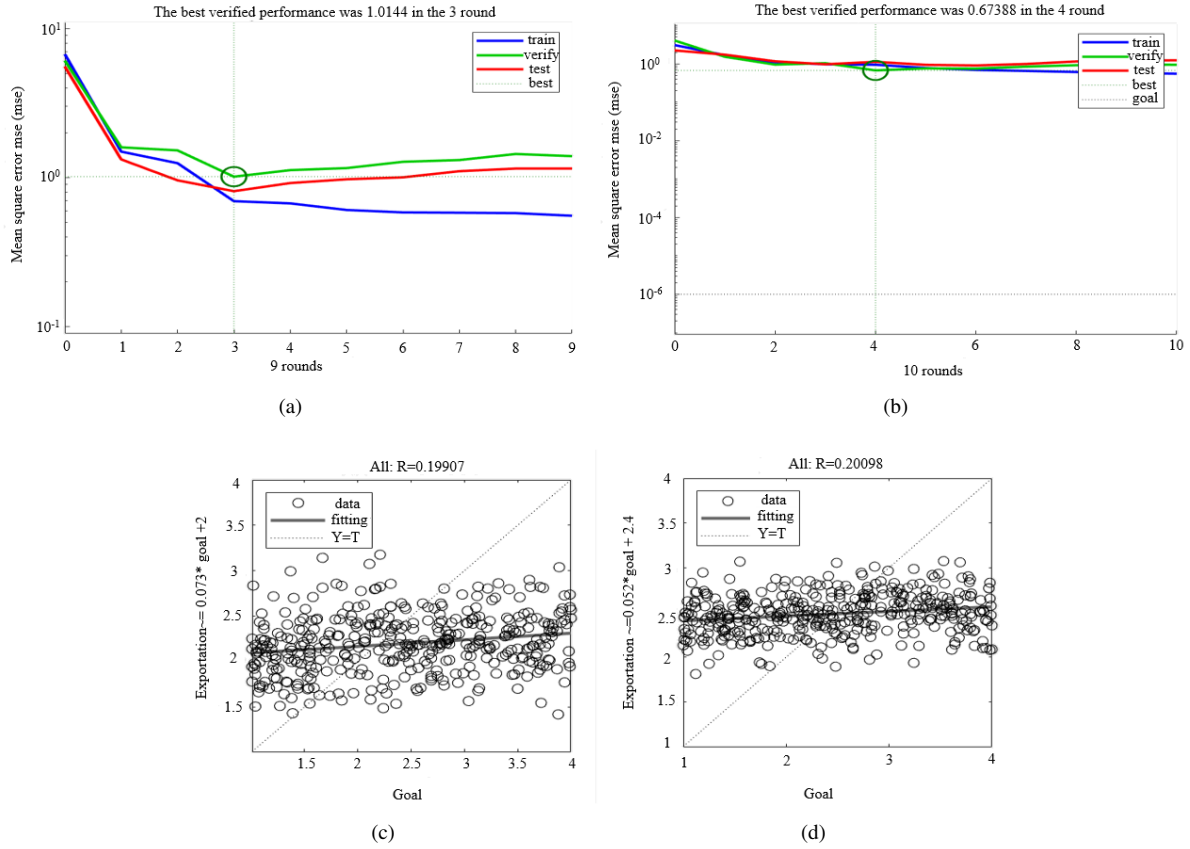 The best verified performance was 1.0144 in the 3 round
10¹
train
verify
test
best
Mean square error mse (mse)
10⁰
10⁻¹
0 1 2 3 4 5 6 7 8 9
9 rounds
(a)
The best verified performance was 0.67388 in the 4 round
train
verify
test
best
goal
Mean square error mse (mse)
10⁰
10⁻²
10⁻⁴
10⁻⁶
0 2 4 6 8 10
10 rounds
(b)
All: R=0.19907
data
fitting
Y=T
Exportation~= 0.073* goal +2
4
3.5
3
2.5
2
1.5
1.5 2 2.5 3 3.5 4
Goal
(c)
All: R=0.20098
data
fitting
Y=T
Exportation ~=0.052*goal + 2.4
4
3.5
3
2.5
2
1.5
1
1 2 3 4
Goal
(d)